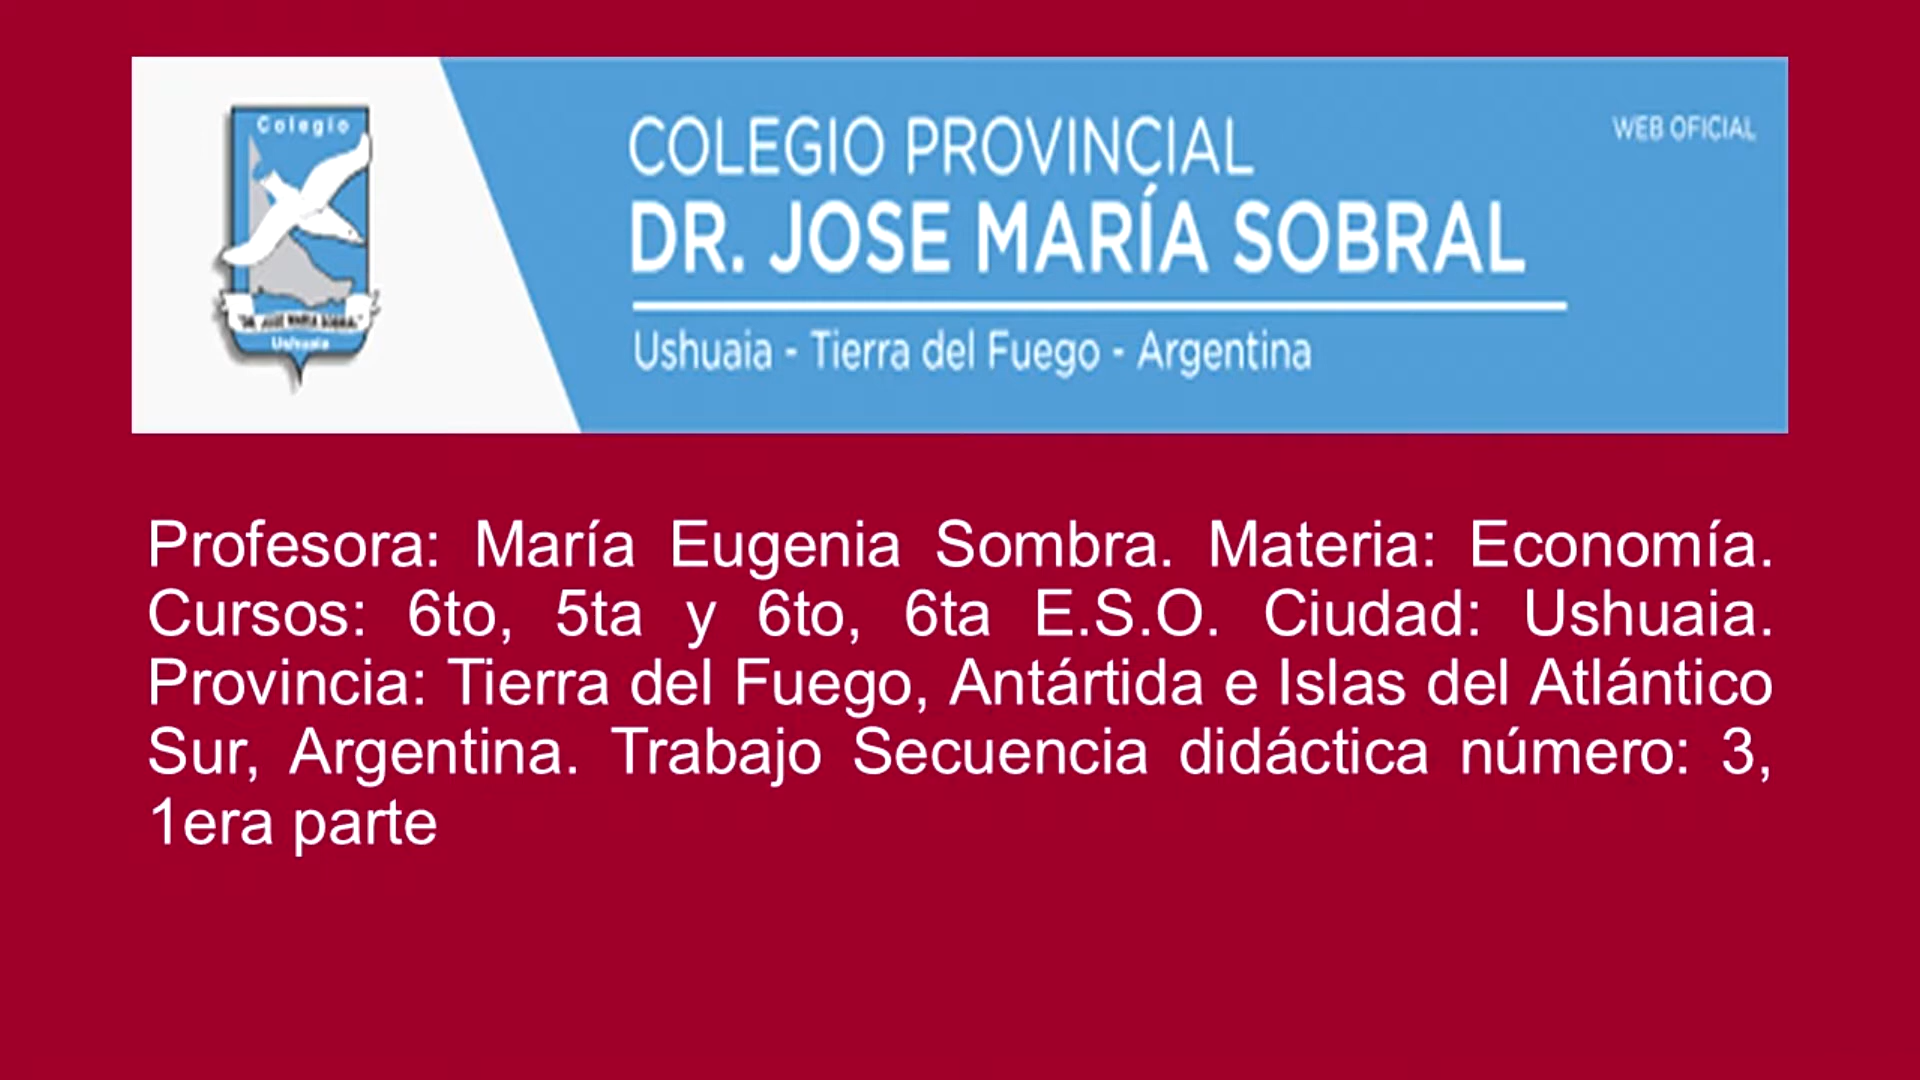 Colegio
"DR. JOSE MARIA SOBRAL"
Ushuaia
COLEGIO PROVINCIAL
DR. JOSE MARÍA SOBRAL
Ushuaia - Tierra del Fuego - Argentina
WEB OFICIAL
Profesora: María Eugenia Sombra. Materia: Economía.
Cursos: 6to, 5ta y 6to, 6ta E.S.O. Ciudad: Ushuaia.
Provincia: Tierra del Fuego, Antártida e Islas del Atlántico
Sur, Argentina. Trabajo Secuencia didáctica número: 3,
1era parte